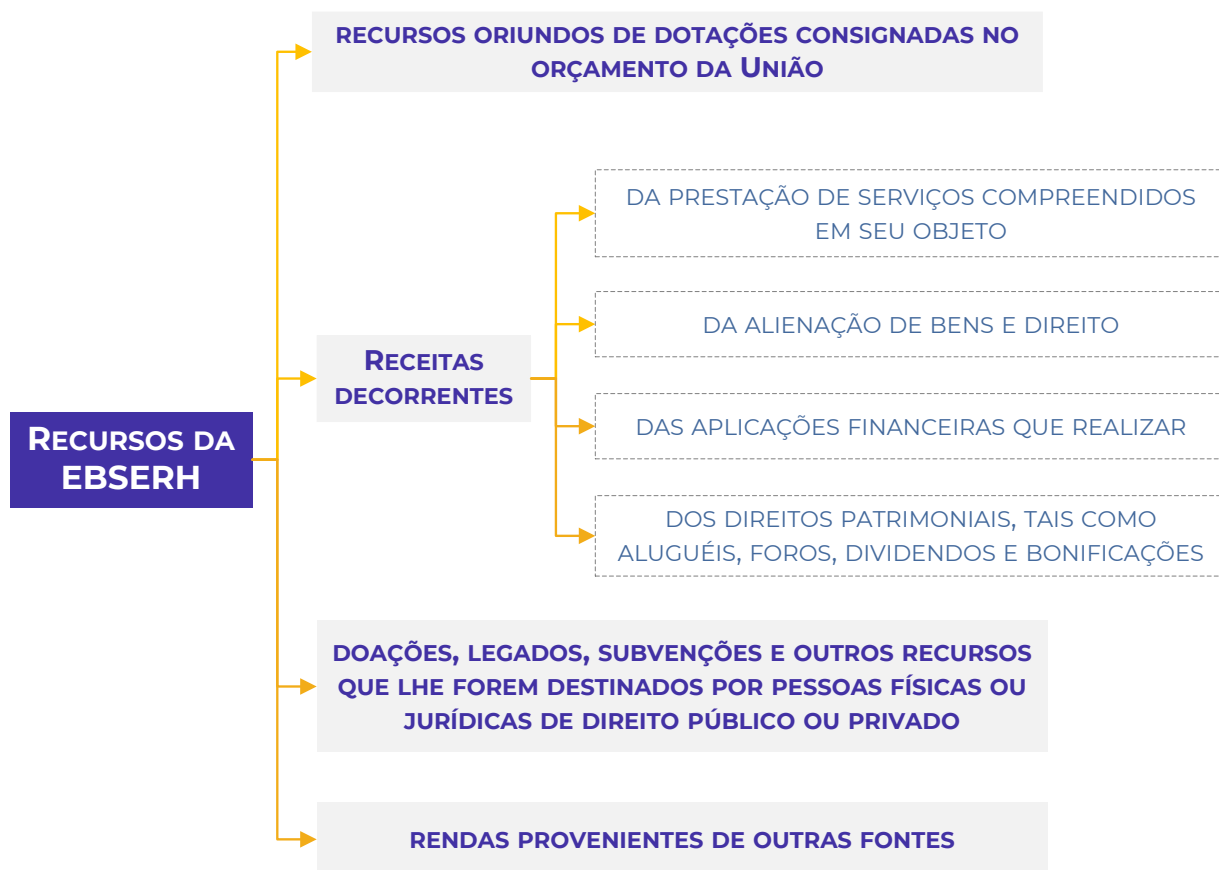 RECURSOS ORIUNDOS DE DOTAÇÕES CONSIGNADAS NO
ORÇAMENTO DA UNIÃO
DA PRESTAÇÃO DE SERVIÇOS COMPREENDIDOS
EM SEU OBJETO
DA ALIENAÇÃO DE BENS E DIREITO
RECEITAS
DECORRENTES
DAS APLICAÇÕES FINANCEIRAS QUE REALIZAR
RECURSOS DA
EBSERH
DOS DIREITOS PATRIMONIAIS, TAIS COMO
ALUGUÉIS, FOROS, DIVIDENDOS E BONIFICAÇÕES
DOAÇÕES, LEGADOS, SUBVENÇÕES E OUTROS RECURSOS
QUE LHE FOREM DESTINADOS POR PESSOAS FÍSICAS OU
JURÍDICAS DE DIREITO PÚBLICO OU PRIVADO
RENDAS PROVENIENTES DE OUTRAS FONTES